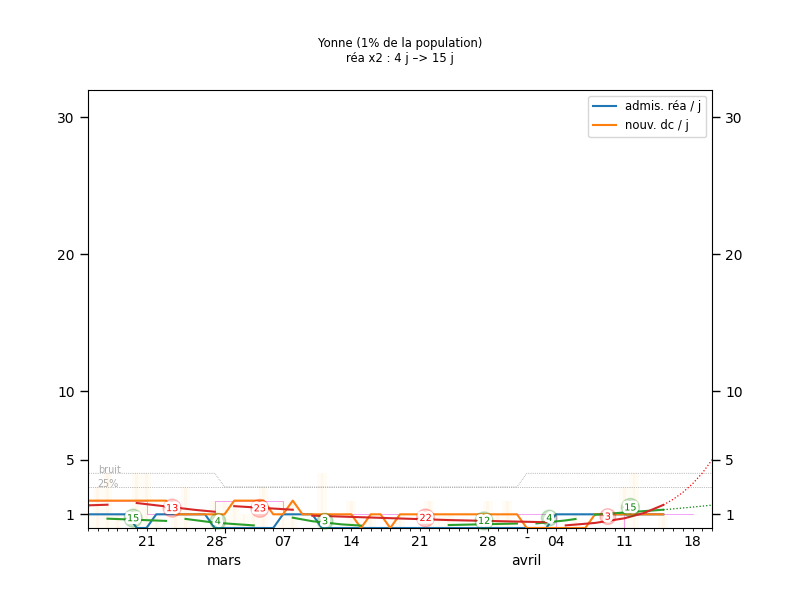 Yonne (1% de la population)
réa x2 : 4 j –> 15 j
admis. réa / j
nouv. dc / j
30 30
20 20
10 10
5 5
1 1
bruit
25%
15 13 4 23 3 22 12 4 3 15
21 28 07 14 21 28 04 11 18
mars avril